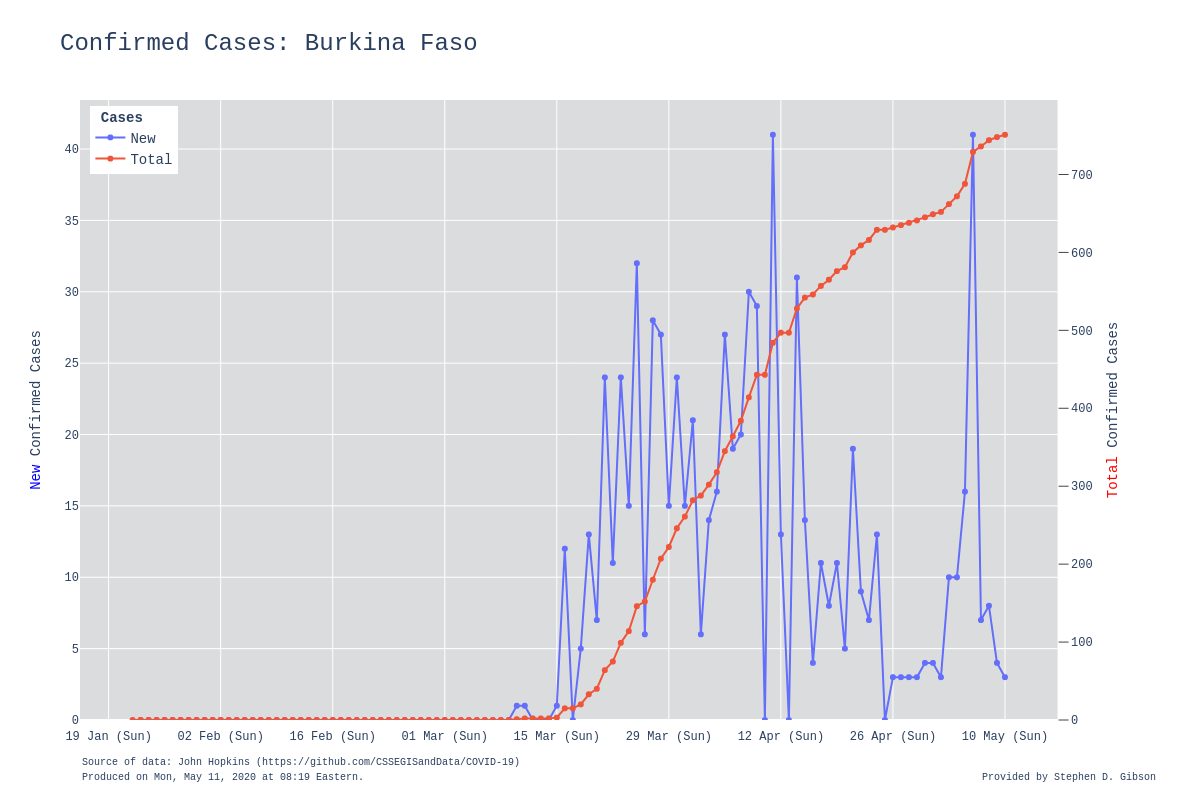 Confirmed Cases: Burkina Faso
Cases
New
Total
40
35
30
25
20
15
10
5
0
700
600
500
400
300
200
100
0
New Confirmed Cases
Total Confirmed Cases
19 Jan (Sun) 02 Feb (Sun) 16 Feb (Sun) 01 Mar (Sun) 15 Mar (Sun) 29 Mar (Sun) 12 Apr (Sun) 26 Apr (Sun) 10 May (Sun)
Source of data: John Hopkins (https://github.com/CSSEGISandData/COVID-19)
Produced on Mon, May 11, 2020 at 08:19 Eastern.
Provided by Stephen D. Gibson